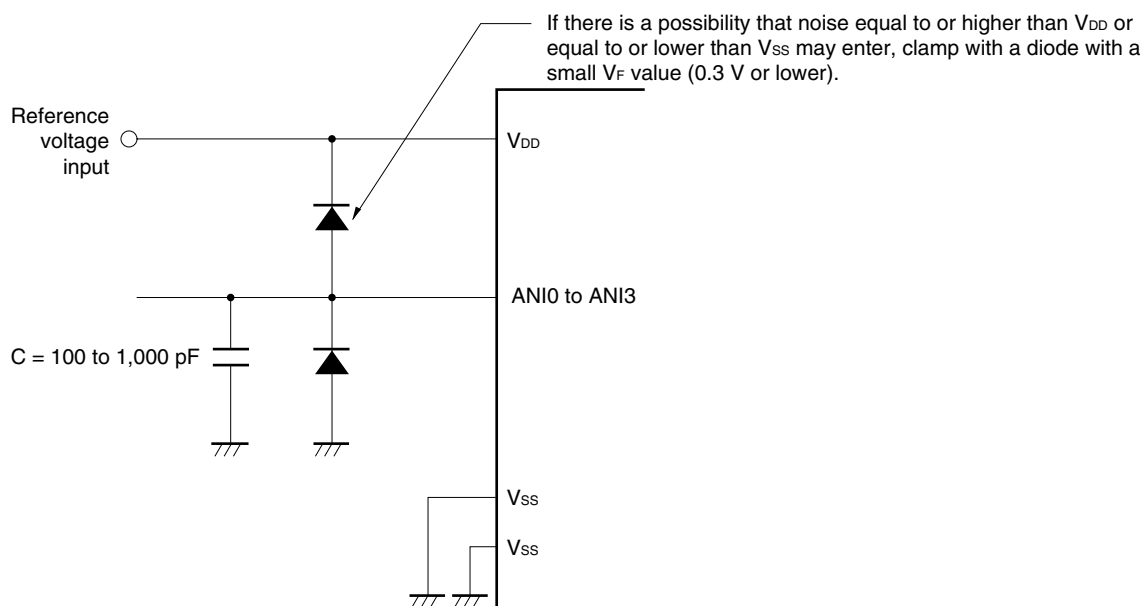 If there is a possibility that noise equal to or higher than VDD or
equal to or lower than VSS may enter, clamp with a diode with a
small VF value (0.3 V or lower).
Reference
voltage
input
VDD
ANI0 to ANI3
C = 100 to 1,000 pF
VSS
VSS